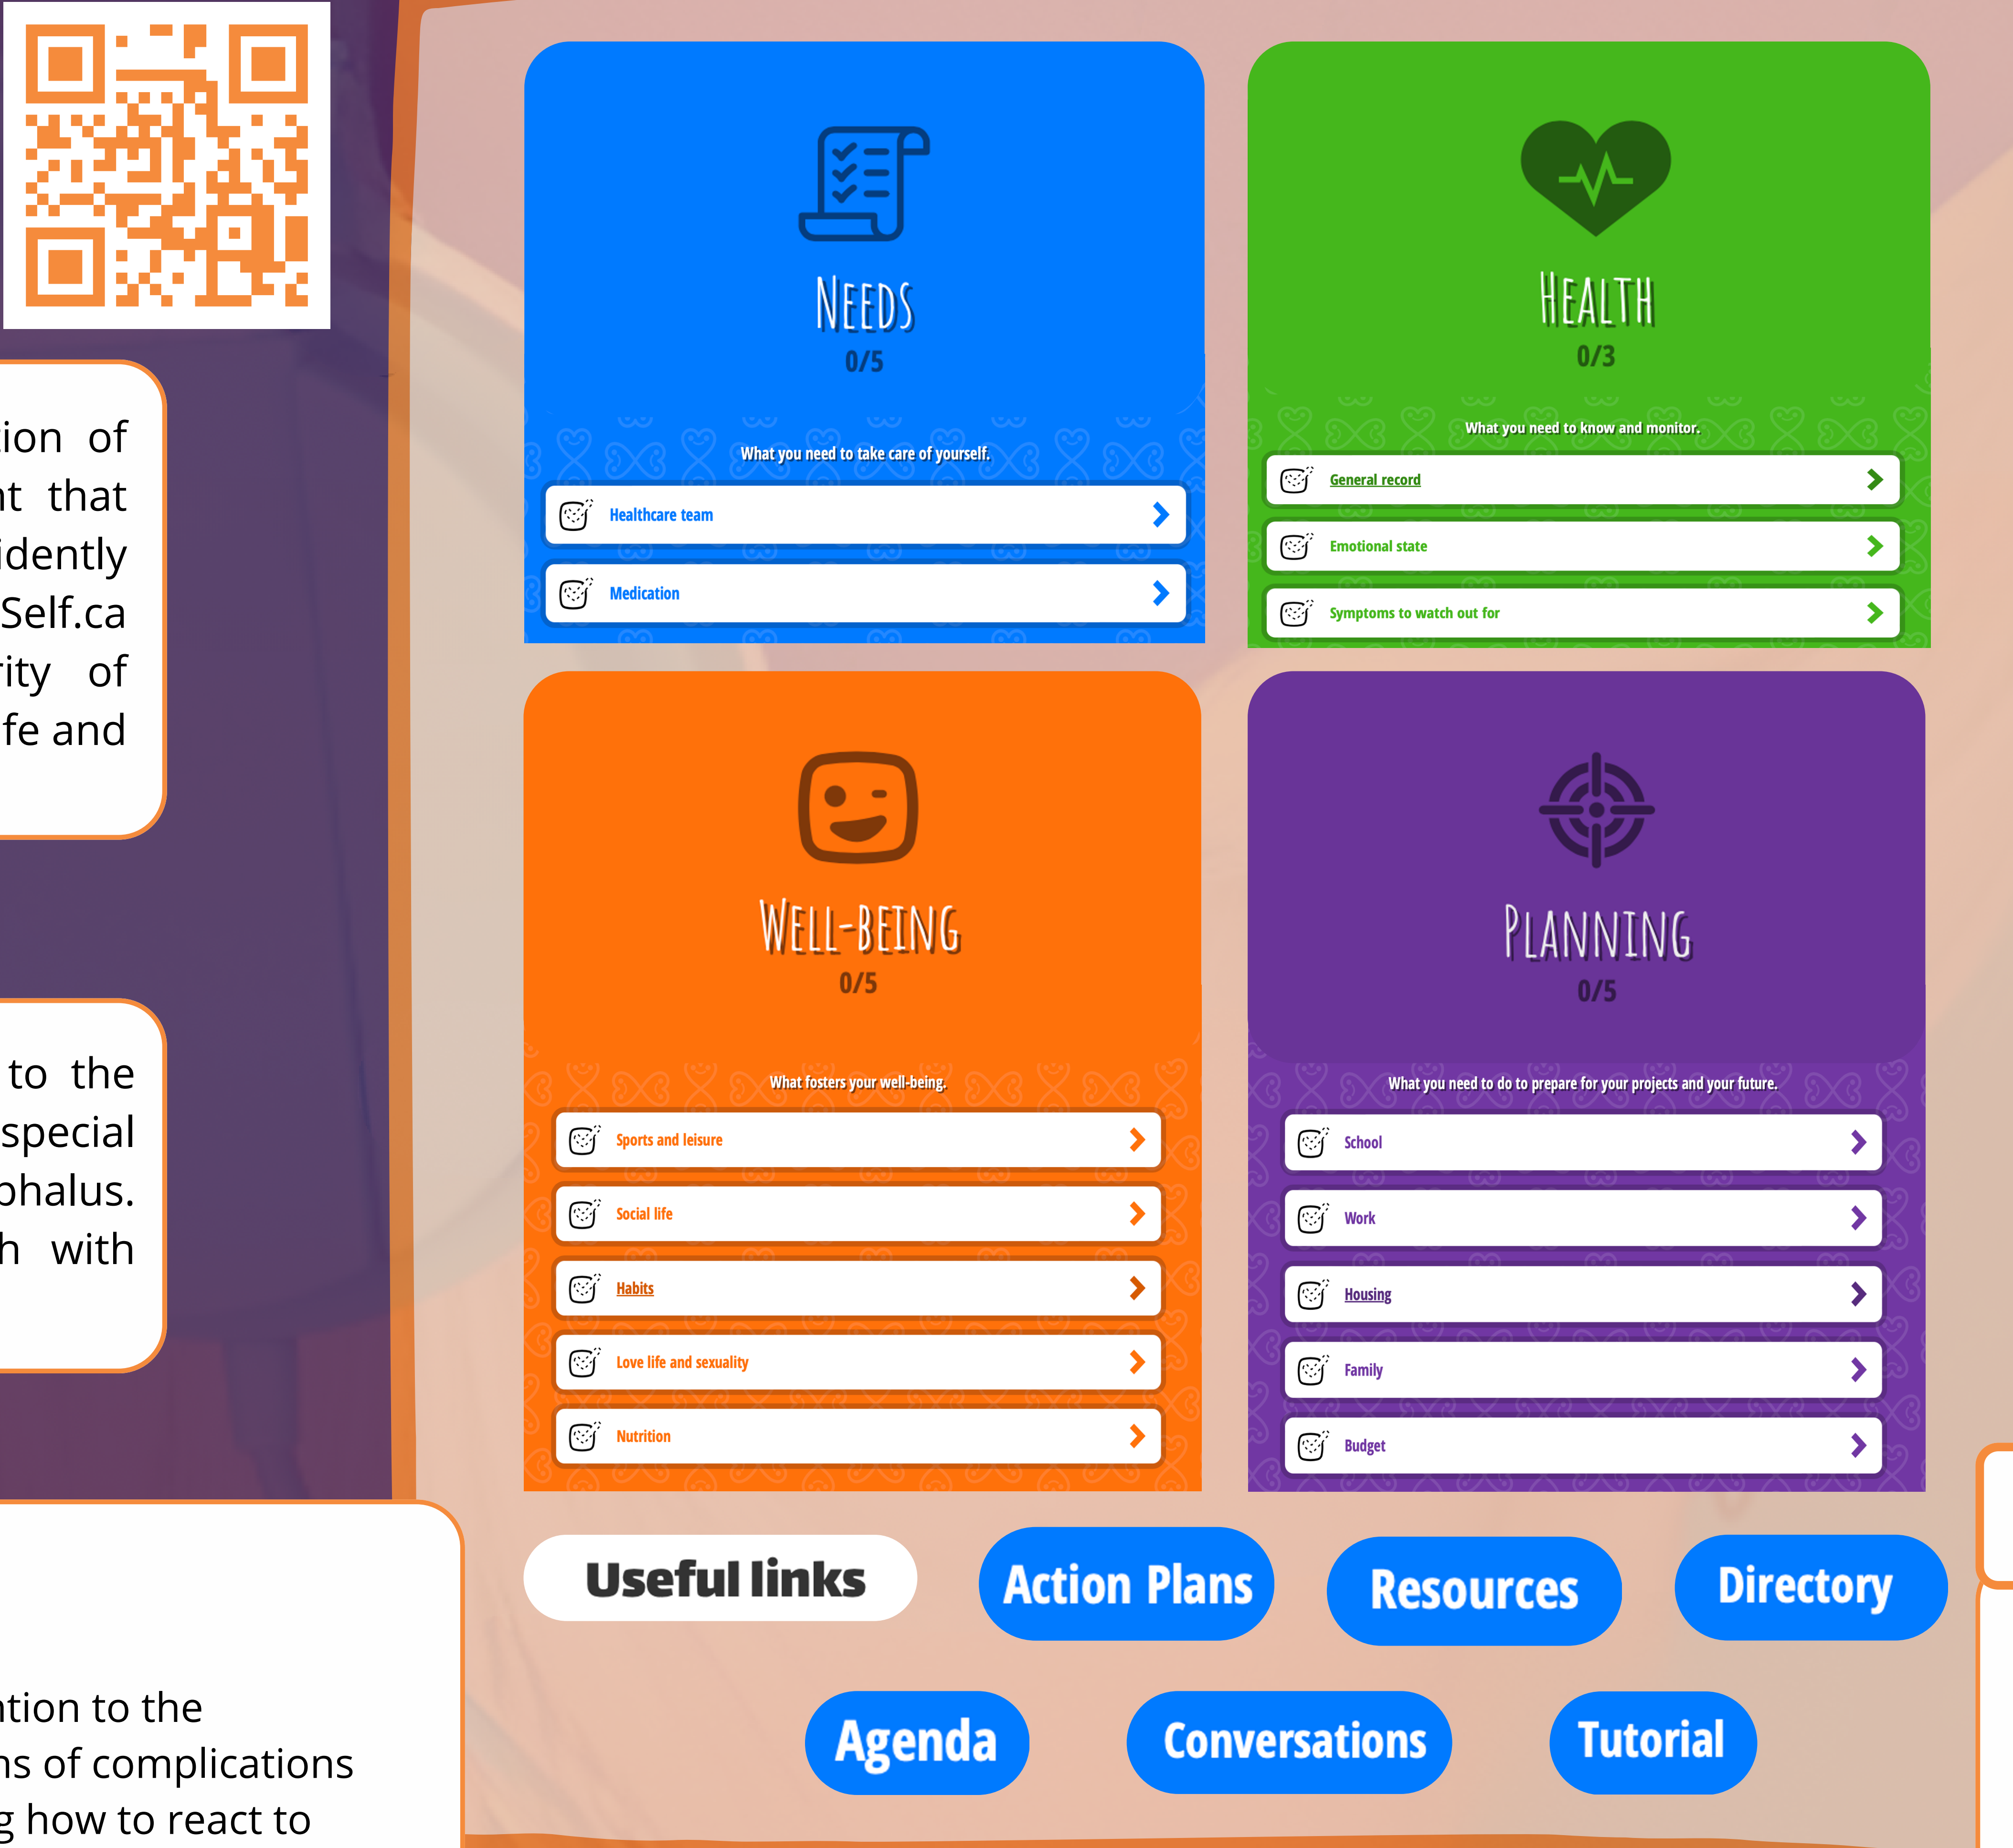 tion of
that
Self.ca
of
fe and
to the
special
with
ntion to the
ns of complications
g how to react to
Needs
0/5
What you need to take care of yourself.
Healthcare team
Medication
Health
0/3
What you need to know and monitor.
General record
Emotional state
Symptoms to watch out for
Well-being
0/5
What fosters your well-being.
Sports and leisure
Social life
Habits
Love life and sexuality
Nutrition
Planning
0/5
What you need to do to prepare for your projects and your future.
School
Work
Housing
Family
Budget
Useful links
Action Plans
Resources
Directory
Agenda
Conversations
Tutorial